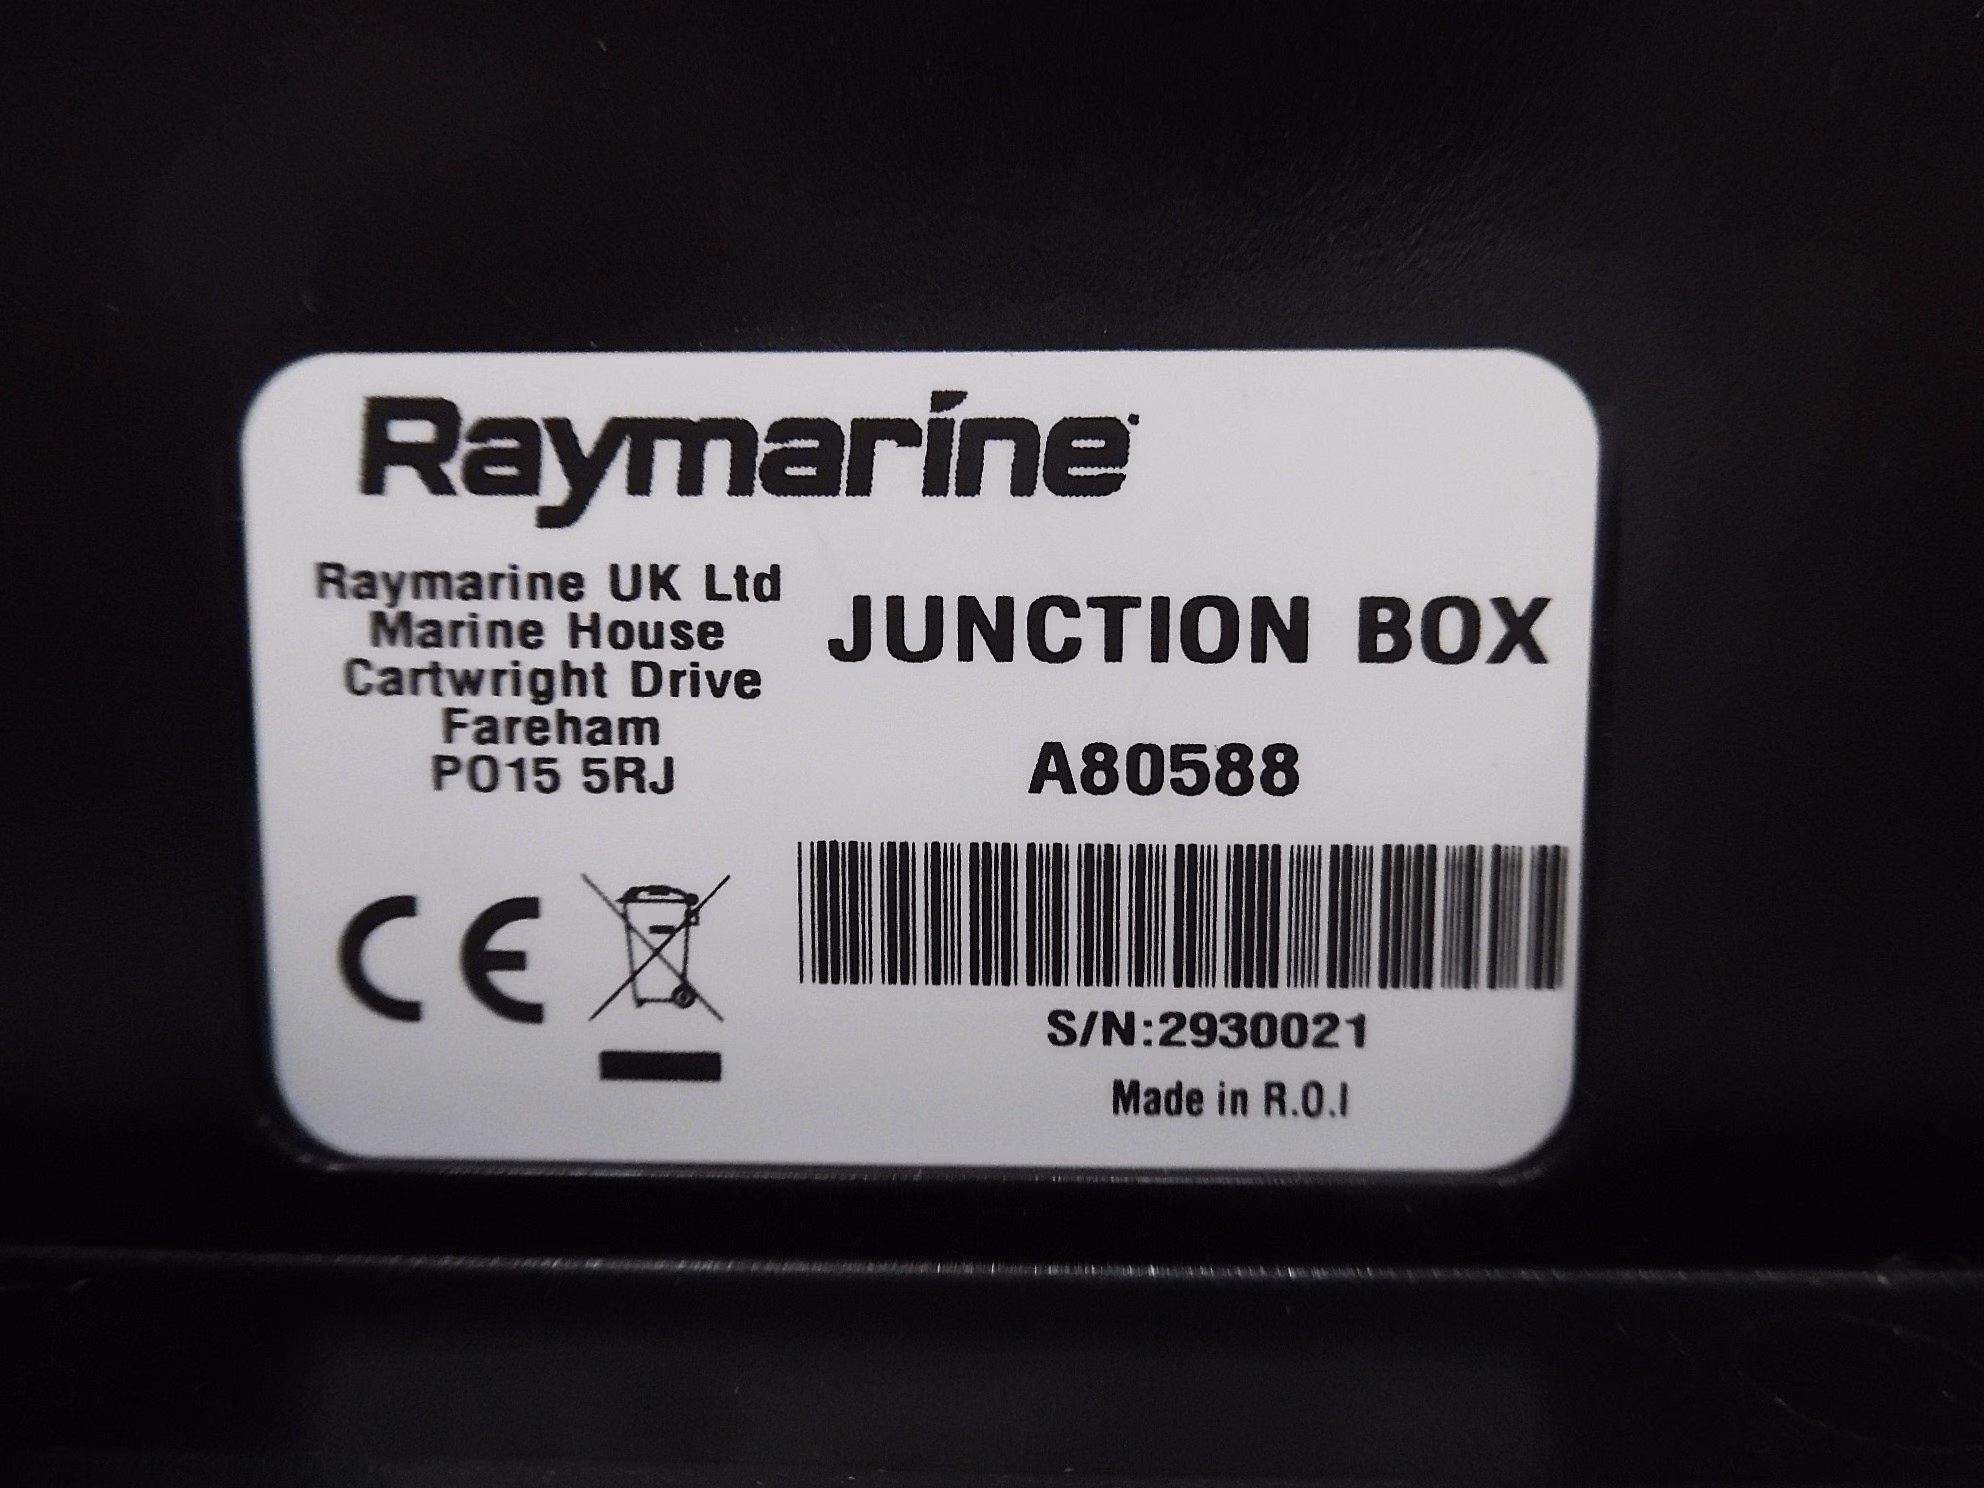 Raymarine
Raymarine UK Ltd
Marine House
Cartwright Drive
Fareham
PO15 5RJ
JUNCTION BOX
A80588
CE
S/N:2930021
Made in R.O.I